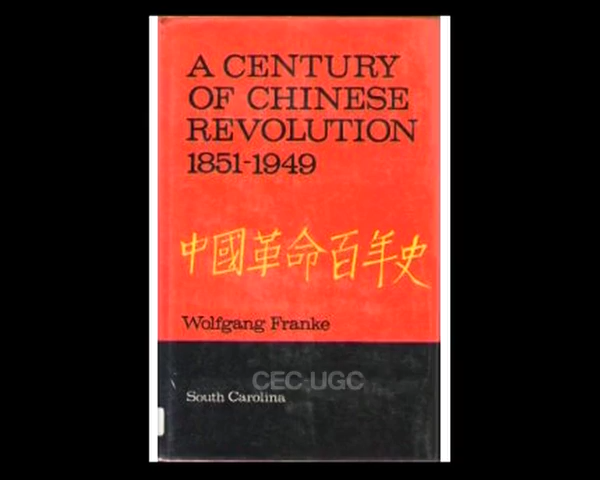 A CENTURY
OF CHINESE
REVOLUTION
1851-1949
中國革命百年史
Wolfgang Franke
CEC-UGC
South Carolina